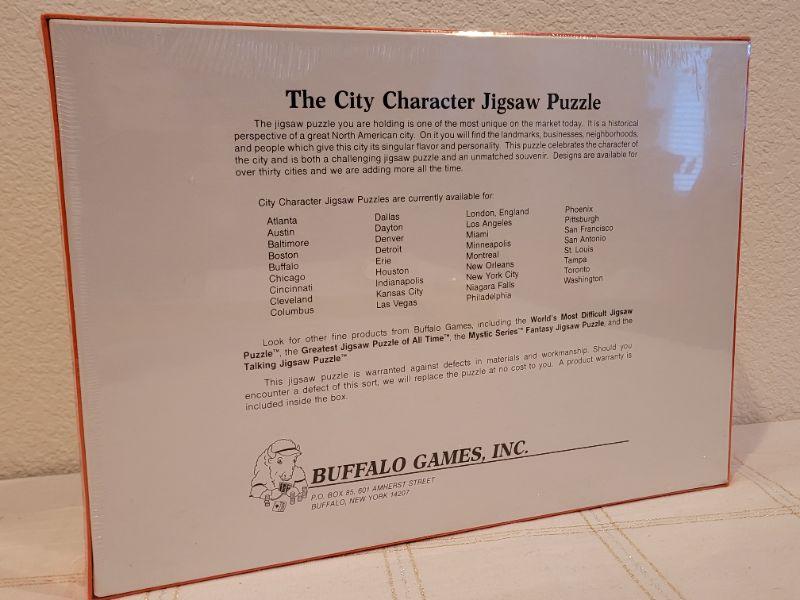 The City Character Jigsaw Puzzle
The jigsaw puzzle you are holding is one of the most unique on the market today. It is a historical
perspective of a great North American city. On it you will find the landmarks, businesses, neighborhoods,
and people which give this city its singular flavor and personality. This puzzle celebrates the character of
the city and is both a challenging jigsaw puzzle and an unmatched souvenir. Designs are available for
over thirty cities and we are adding more all the time.
City Character Jigsaw Puzzles are currently available for:
Atlanta
Austin
Baltimore
Boston
Buffalo
Chicago
Cincinnati
Cleveland
Columbus
Dallas
Dayton
Denver
Detroit
Erie
Houston
Indianapolis
Kansas City
Las Vegas
London, England
Los Angeles
Miami
Minneapolis
Montreal
New Orleans
New York City
Niagara Falls
Philadelphia
Phoenix
Pittsburgh
San Francisco
San Antonio
St. Louis
Tampa
Toronto
Washington
Look for other fine products from Buffalo Games, including the World's Most Difficult Jigsaw
Puzzle™, the Greatest Jigsaw Puzzle of All Time™, the Mystic Series™ Fantasy Jigsaw Puzzle, and the
Talking Jigsaw Puzzle™
This jigsaw puzzle is warranted against defects in materials and workmanship. Should you
encounter a defect of this sort, we will replace the puzzle at no cost to you. A product warranty is
included inside the box.
BUFFALO GAMES, INC.
P.O. BOX 85, 601 AMHERST STREET
BUFFALO, NEW YORK 14207